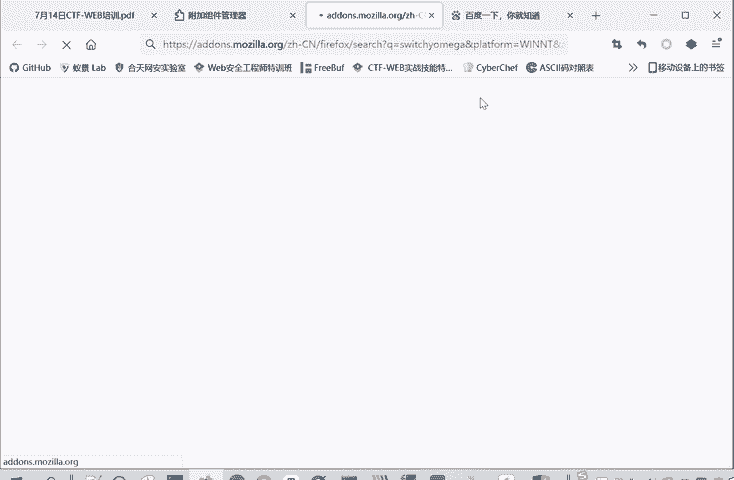 7月14日CTF-WEB培训.pdf
附加组件管理器
addons.mozilla.org/zh-C
百度一下，你就知道
https://addons.mozilla.org/zh-CN/firefox/search?q=switchyomega&platform=WINNT&
GitHub
蚁景 Lab
合天网安实验室
Web安全工程师特训班
FreeBuf
CTF-WEB实战技能特...
CyberChef
ASCII码对照表
移动设备上的书签
addons.mozilla.org